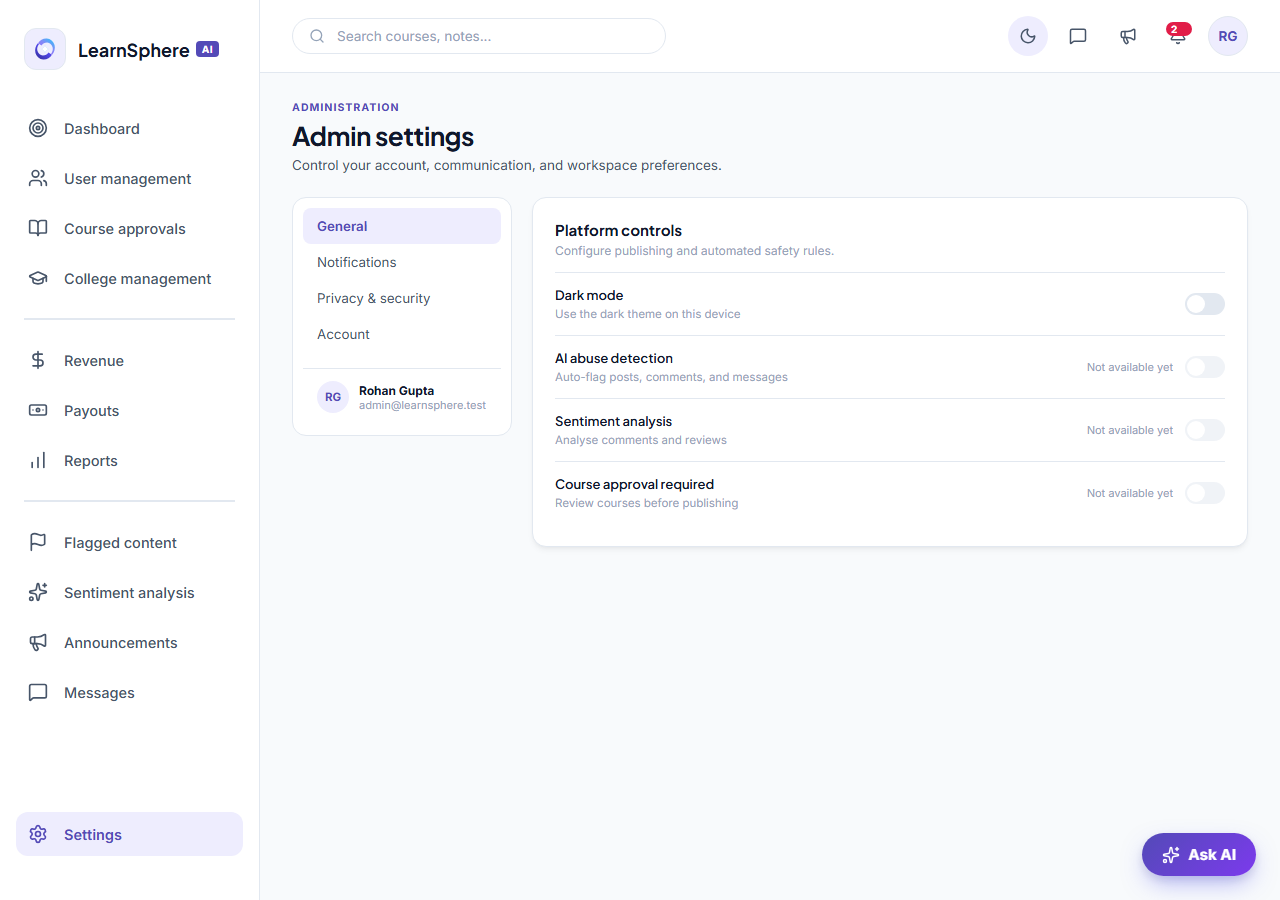 LearnSphere AI
Search courses, notes...
2
RG
Dashboard
User management
Course approvals
College management
Revenue
Payouts
Reports
Flagged content
Sentiment analysis
Announcements
Messages
Settings
ADMINISTRATION
Admin settings
Control your account, communication, and workspace preferences.
General
Notifications
Privacy & security
Account
RG
Rohan Gupta
admin@learnsphere.test
Platform controls
Configure publishing and automated safety rules.
Dark mode
Use the dark theme on this device
AI abuse detection
Auto-flag posts, comments, and messages
Not available yet
Sentiment analysis
Analyse comments and reviews
Not available yet
Course approval required
Review courses before publishing
Not available yet
Ask AI